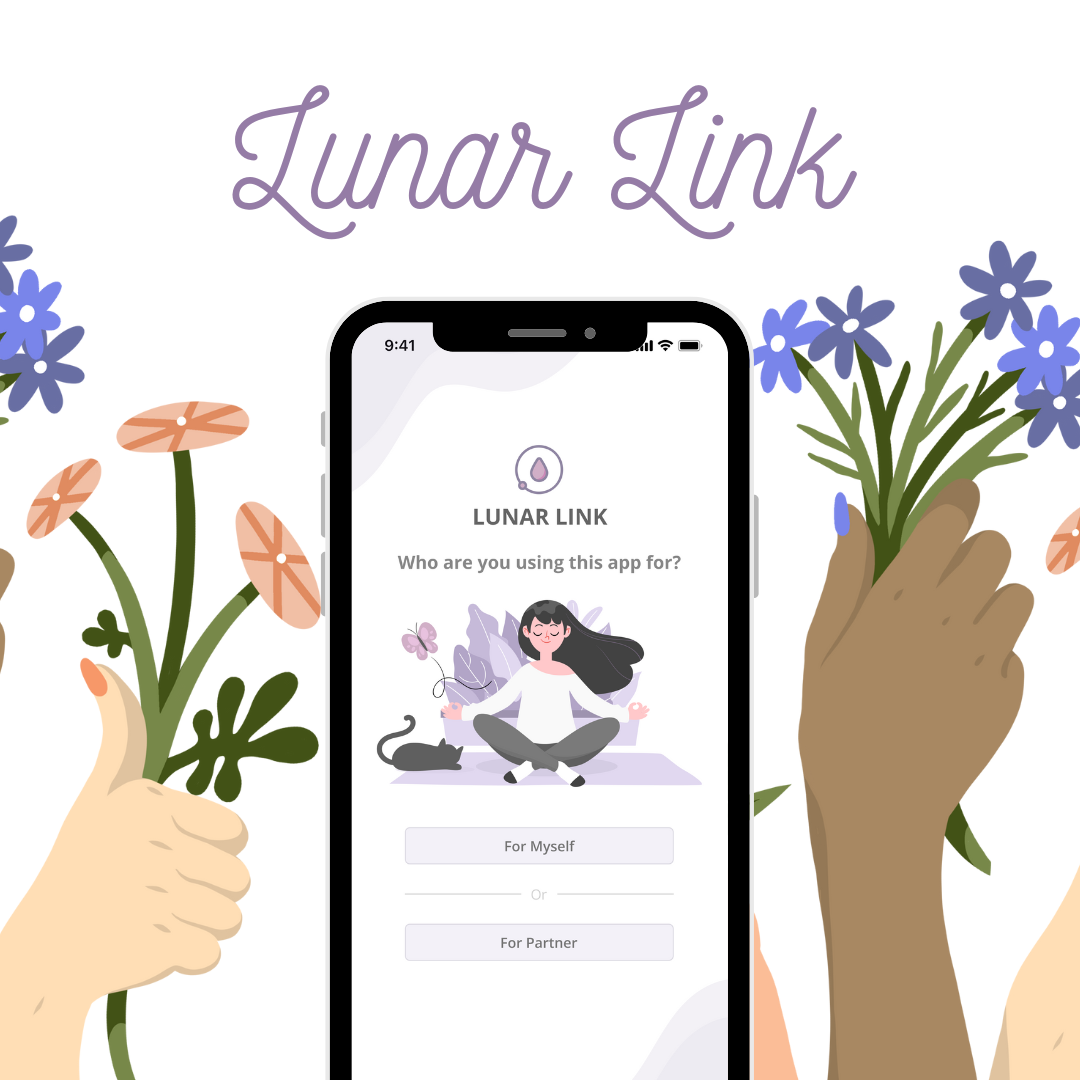 Lunar Link
9:41
LUNAR LINK
Who are you using this app for?
For Myself
Or
For Partner